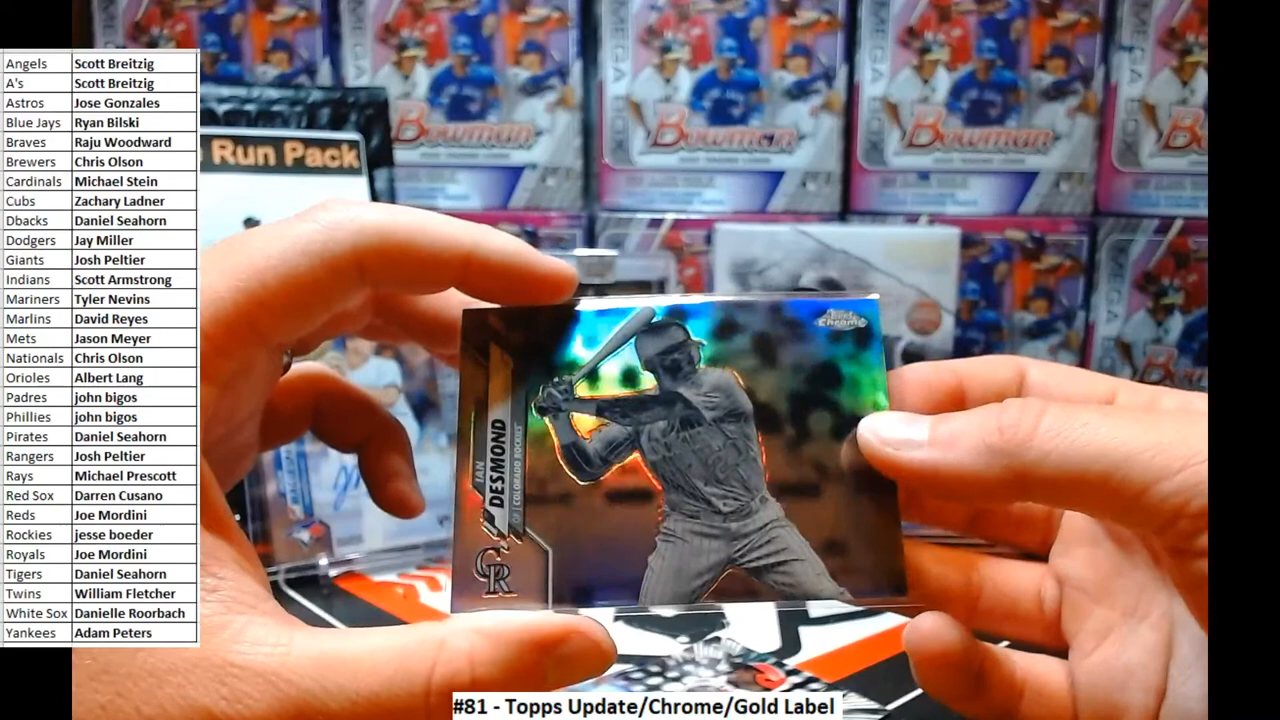 Angels Scott Breitzig
A's Scott Breitzig
Astros Jose Gonzales
Blue Jays Ryan Bilski
Braves Raju Woodward
Brewers Chris Olson
Cardinals Michael Stein
Cubs Zachary Ladner
Dbacks Daniel Seahorn
Dodgers Jay Miller
Giants Josh Peltier
Indians Scott Armstrong
Mariners Tyler Nevins
Marlins David Reyes
Mets Jason Meyer
Nationals Chris Olson
Orioles Albert Lang
Padres john bigos
Phillies john bigos
Pirates Daniel Seahorn
Rangers Josh Peltier
Rays Michael Prescott
Red Sox Darren Cusano
Reds Joe Mordini
Rockies jesse boeder
Royals Joe Mordini
Tigers Daniel Seahorn
Twins William Fletcher
White Sox Danielle Roorbach
Yankees Adam Peters
Run Pack
Bowman
Bowman
Bowman
Bowman
MEGA BOX
IAN
DESMOND
OF | COLORADO ROCKIES
CR
Topps Chrome
#81 - Topps Update/Chrome/Gold Label